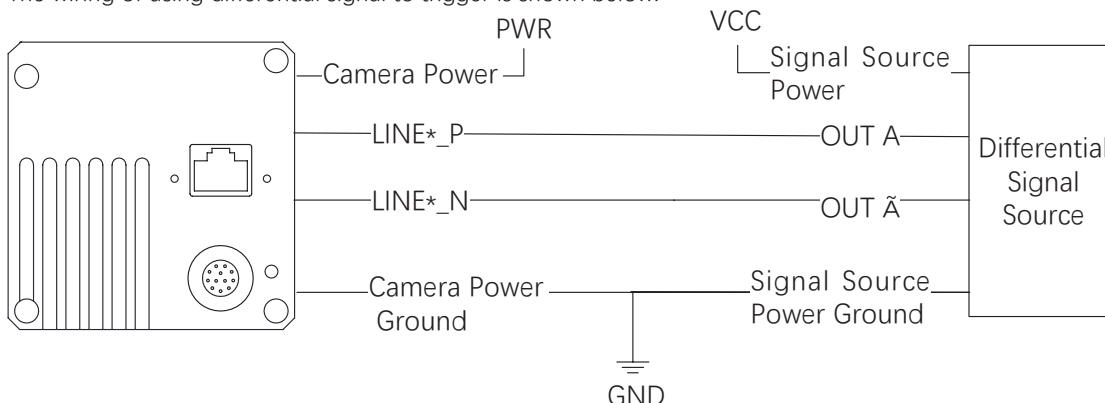 The wiring of using differential signal to trigger is shown below.
PWR
VCC
Camera Power
Signal Source
Power
LINE*_P
OUT A
Differential
Signal
Source
LINE*_N
OUT Ã
Camera Power
Ground
Signal Source
Power Ground
GND